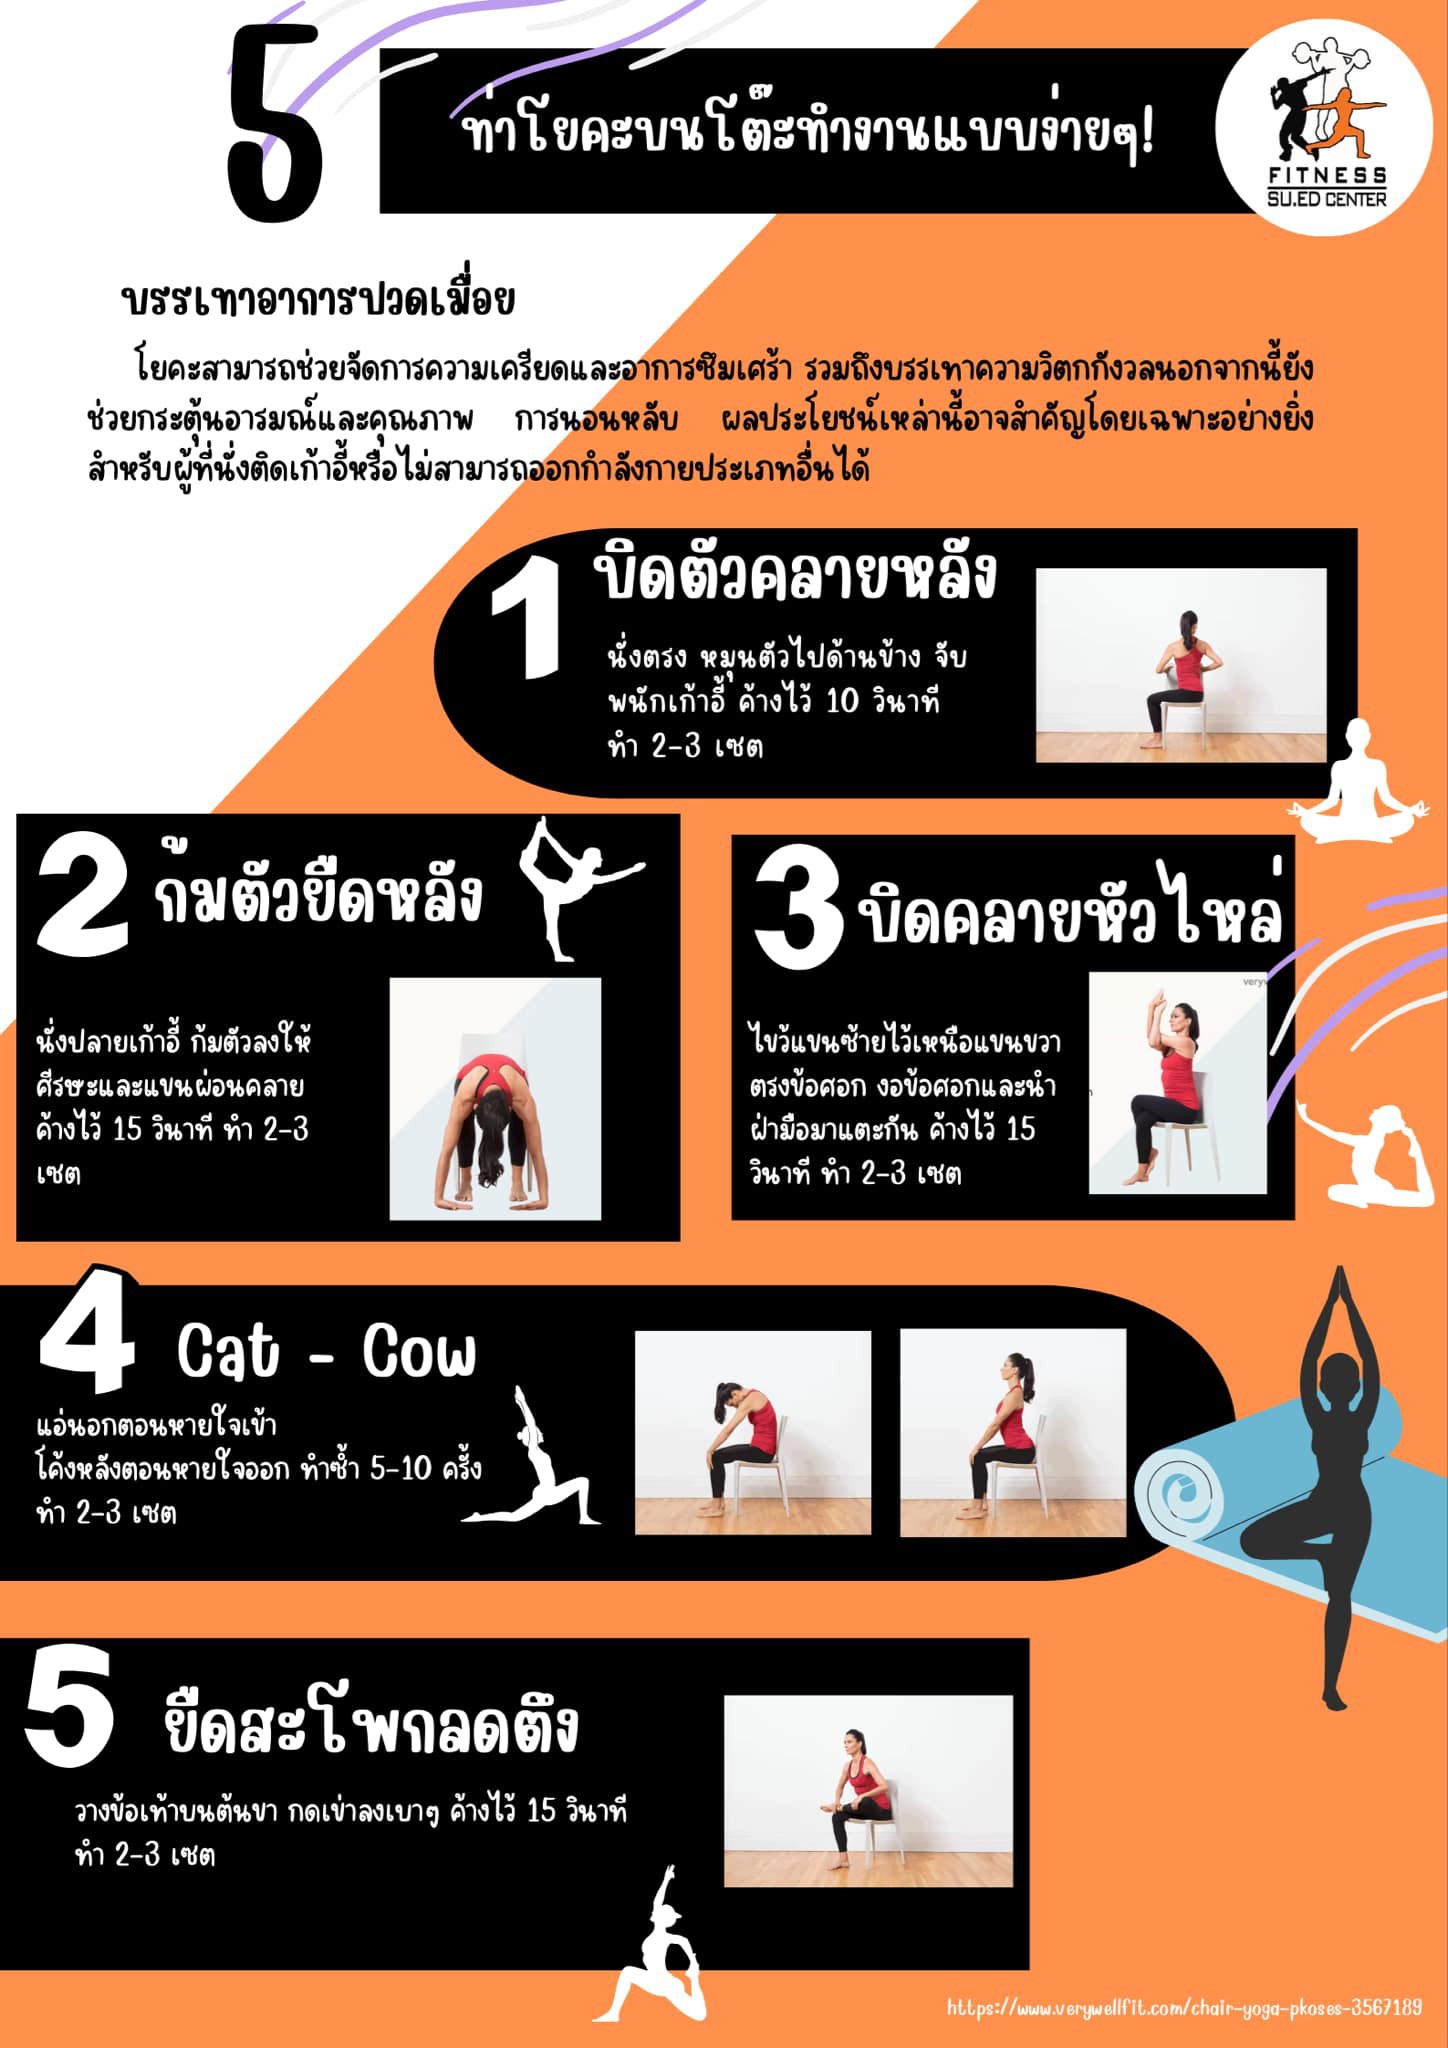 5
ท่าโยคะบนโต๊ะทำงานแบบง่ายๆ!
FITNESS
SU.ED CENTER
บรรเทาอาการปวดเมื่อย
โยคะสามารถช่วยจัดการความเครียดและอาการซึมเศร้า รวมถึงบรรเทาความวิตกกังวลนอกจากนี้ยัง
ช่วยกระตุ้นอารมณ์และคุณภาพ การนอนหลับ ผลประโยชน์เหล่านี้อาจสำคัญโดยเฉพาะอย่างยิ่ง
สำหรับผู้ที่นั่งติดเก้าอี้หรือไม่สามารถออกกำลังกายประเภทอื่นได้
1
บิดตัวคลายหลัง
นั่งตรง หมุนตัวไปด้านข้าง จับ
พนักเก้าอี้ ค้างไว้ 10 วินาที
ทำ 2-3 เซต
2
ก้มตัวยืดหลัง
นั่งปลายเก้าอี้ ก้มตัวลงให้
ศีรษะและแขนผ่อนคลาย
ค้างไว้ 15 วินาที ทำ 2-3
เซต
3
บิดคลายหัวไหล่
very
ไขว้แขนซ้ายไว้เหนือแขนขวา
ตรงข้อศอก งอข้อศอกและนำ
ฝ่ามือมาแตะกัน ค้างไว้ 15
วินาที ทำ 2-3 เซต
4
Cat - Cow
แอ่นอกตอนหายใจเข้า
โค้งหลังตอนหายใจออก ทำซ้ำ 5-10 ครั้ง
ทำ 2-3 เซต
5
ยืดสะโพกลดตึง
วางข้อเท้าบนต้นขา กดเข่าลงเบาๆ ค้างไว้ 15 วินาที
ทำ 2-3 เซต
https://www.verywellfit.com/chair-yoga-pkoses-3567189